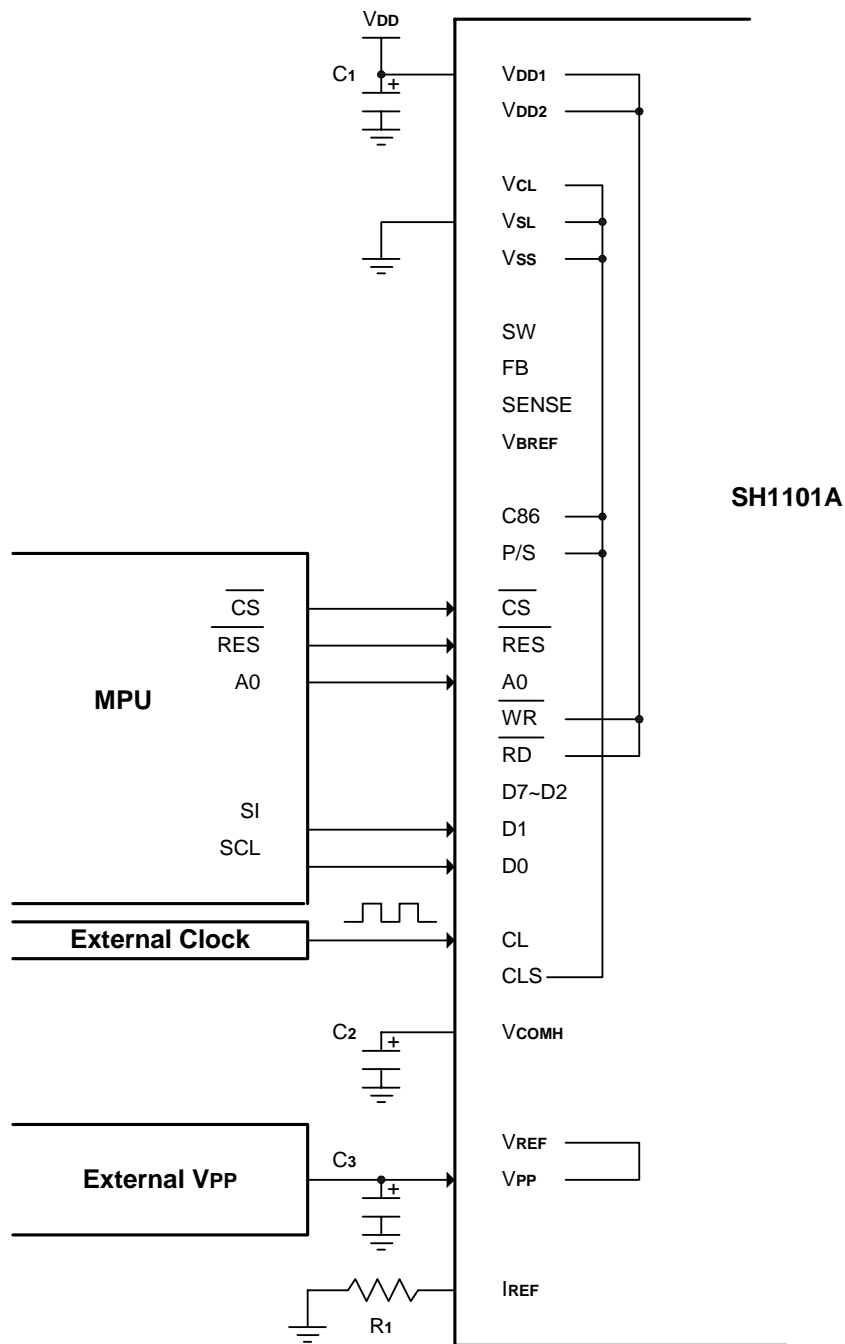 VDD
C1
+
VDD1
VDD2
VCL
VSL
VSS
SW
FB
SENSE
VBREF
SH1101A
C86
P/S
CS
CS
RES
RES
A0
A0
MPU
WR
RD
D7~D2
SI
D1
SCL
D0
External Clock
CL
CLS
C2
+
VCOMH
VREF
External VPP
C3
+
VPP
IREF
R1